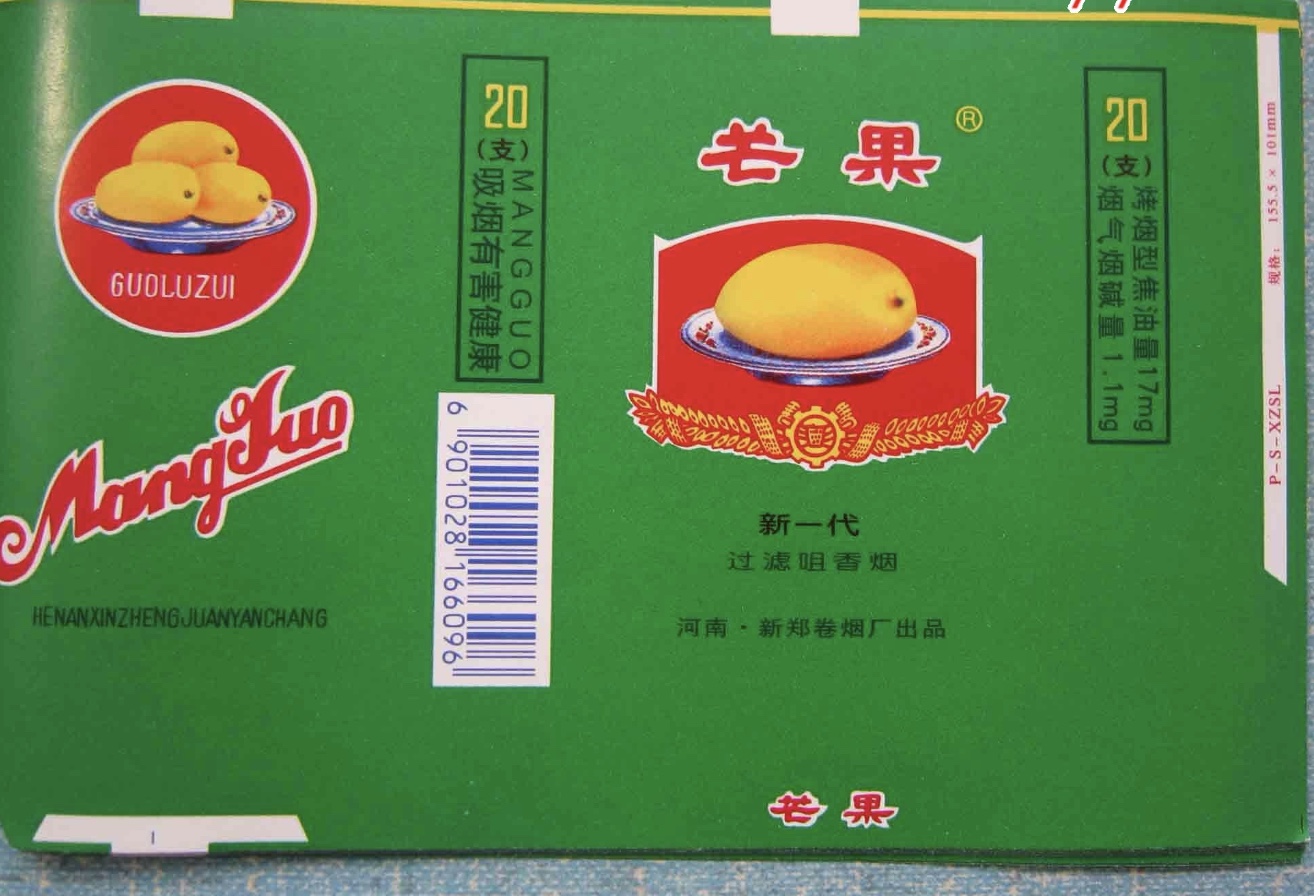 GUOLUZUI
MangGuo
HENANXINZHENGJUANYANCHANG
20
(支)
MANGGUO
吸烟有害健康
6 901028 166096
芒果
®
新一代
过滤咀香烟
河南·新郑卷烟厂出品
芒果
20
(支)
烤烟型焦油量17mg
烟气烟碱量1.1mg
规格: 155.5×101mm
P-S-XZSL